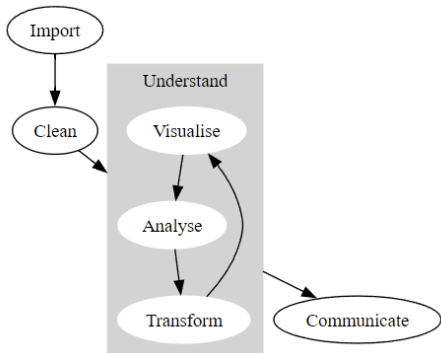 Import
Clean
Understand
Visualise
Analyse
Transform
Communicate